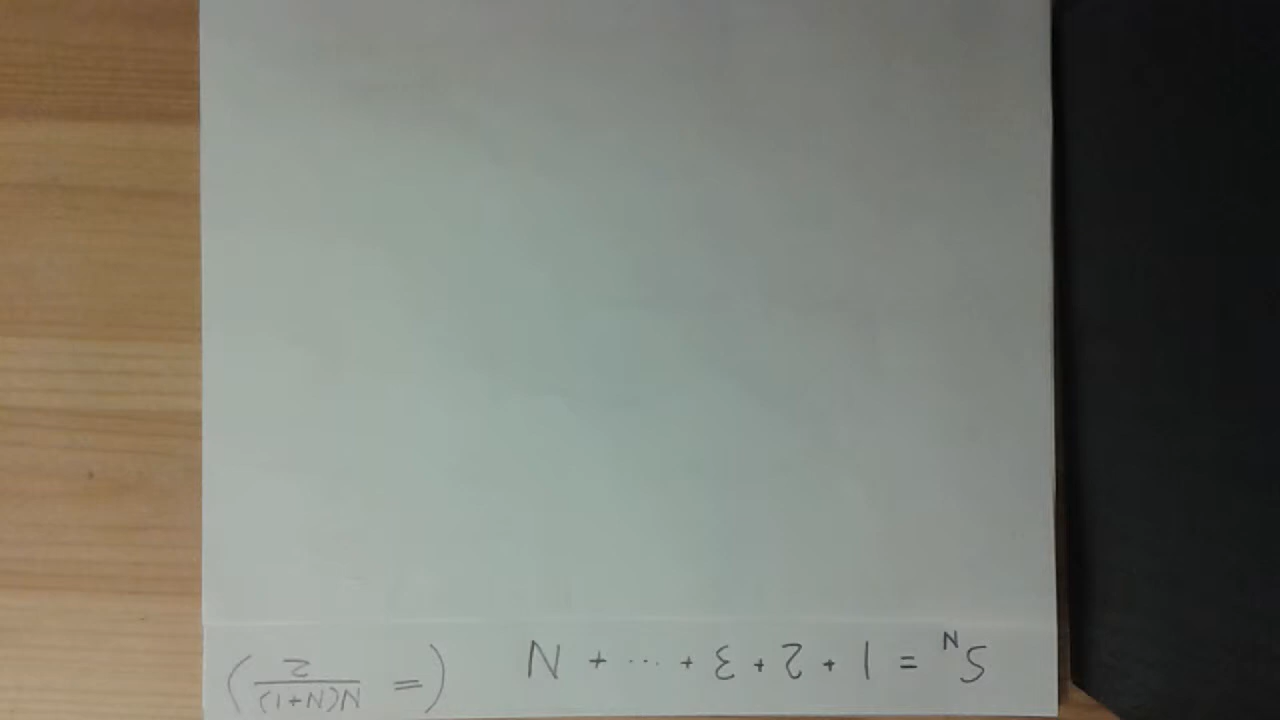 S_N = 1 + 2 + 3 + ... + N (= N(N+1)/2)